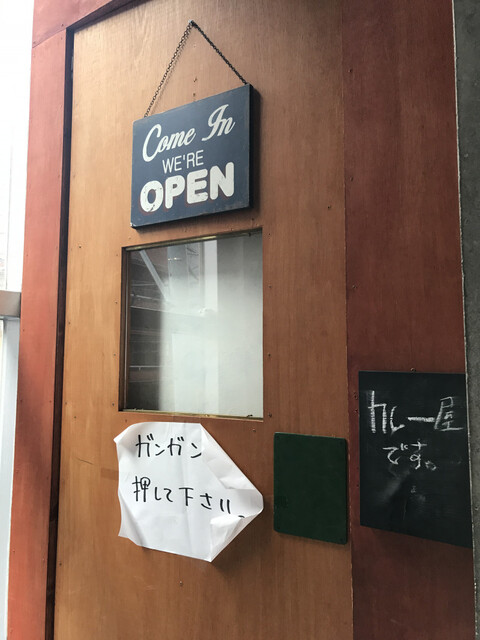 Come In
WE'RE
OPEN
ガンガン
押して下さい。
カレー屋
です。